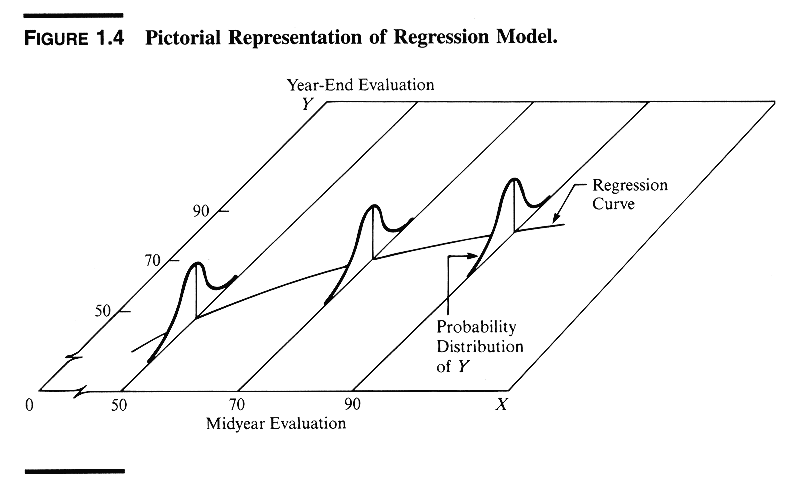 FIGURE 1.4 Pictorial Representation of Regression Model.
Year-End Evaluation
Y
90
Regression
Curve
70
50
Probability
Distribution
of Y
0 50 70 90 X
Midyear Evaluation